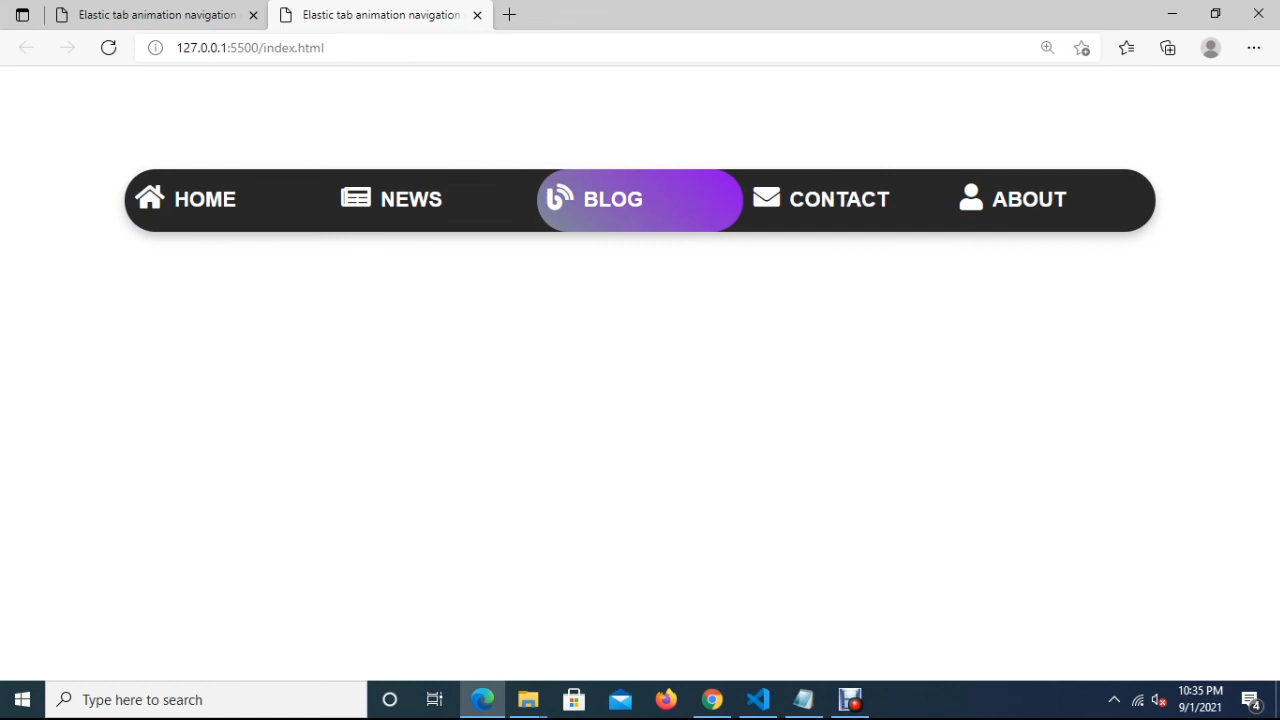 Elastic tab animation navigation
Elastic tab animation navigation
127.0.0.1:5500/index.html
HOME
NEWS
BLOG
CONTACT
ABOUT
Type here to search
10:35 PM
9/1/2021
4